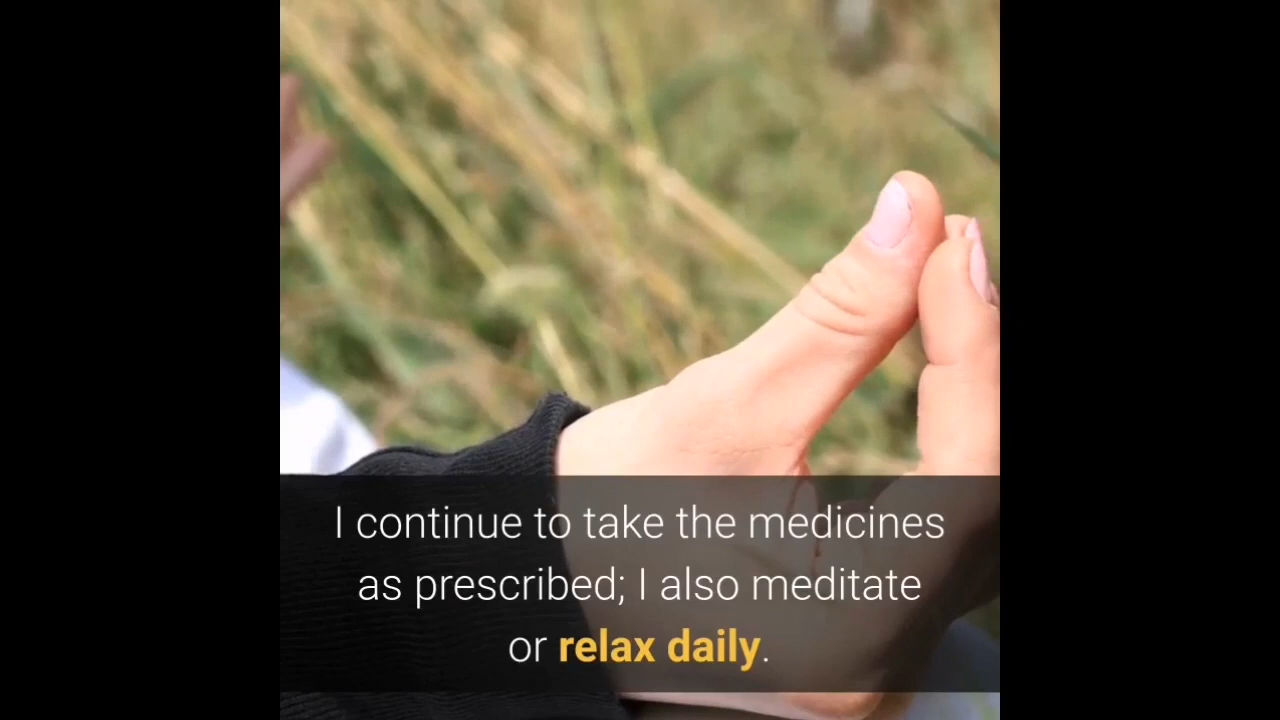 I continue to take the medicines
as prescribed; I also meditate
or relax daily.